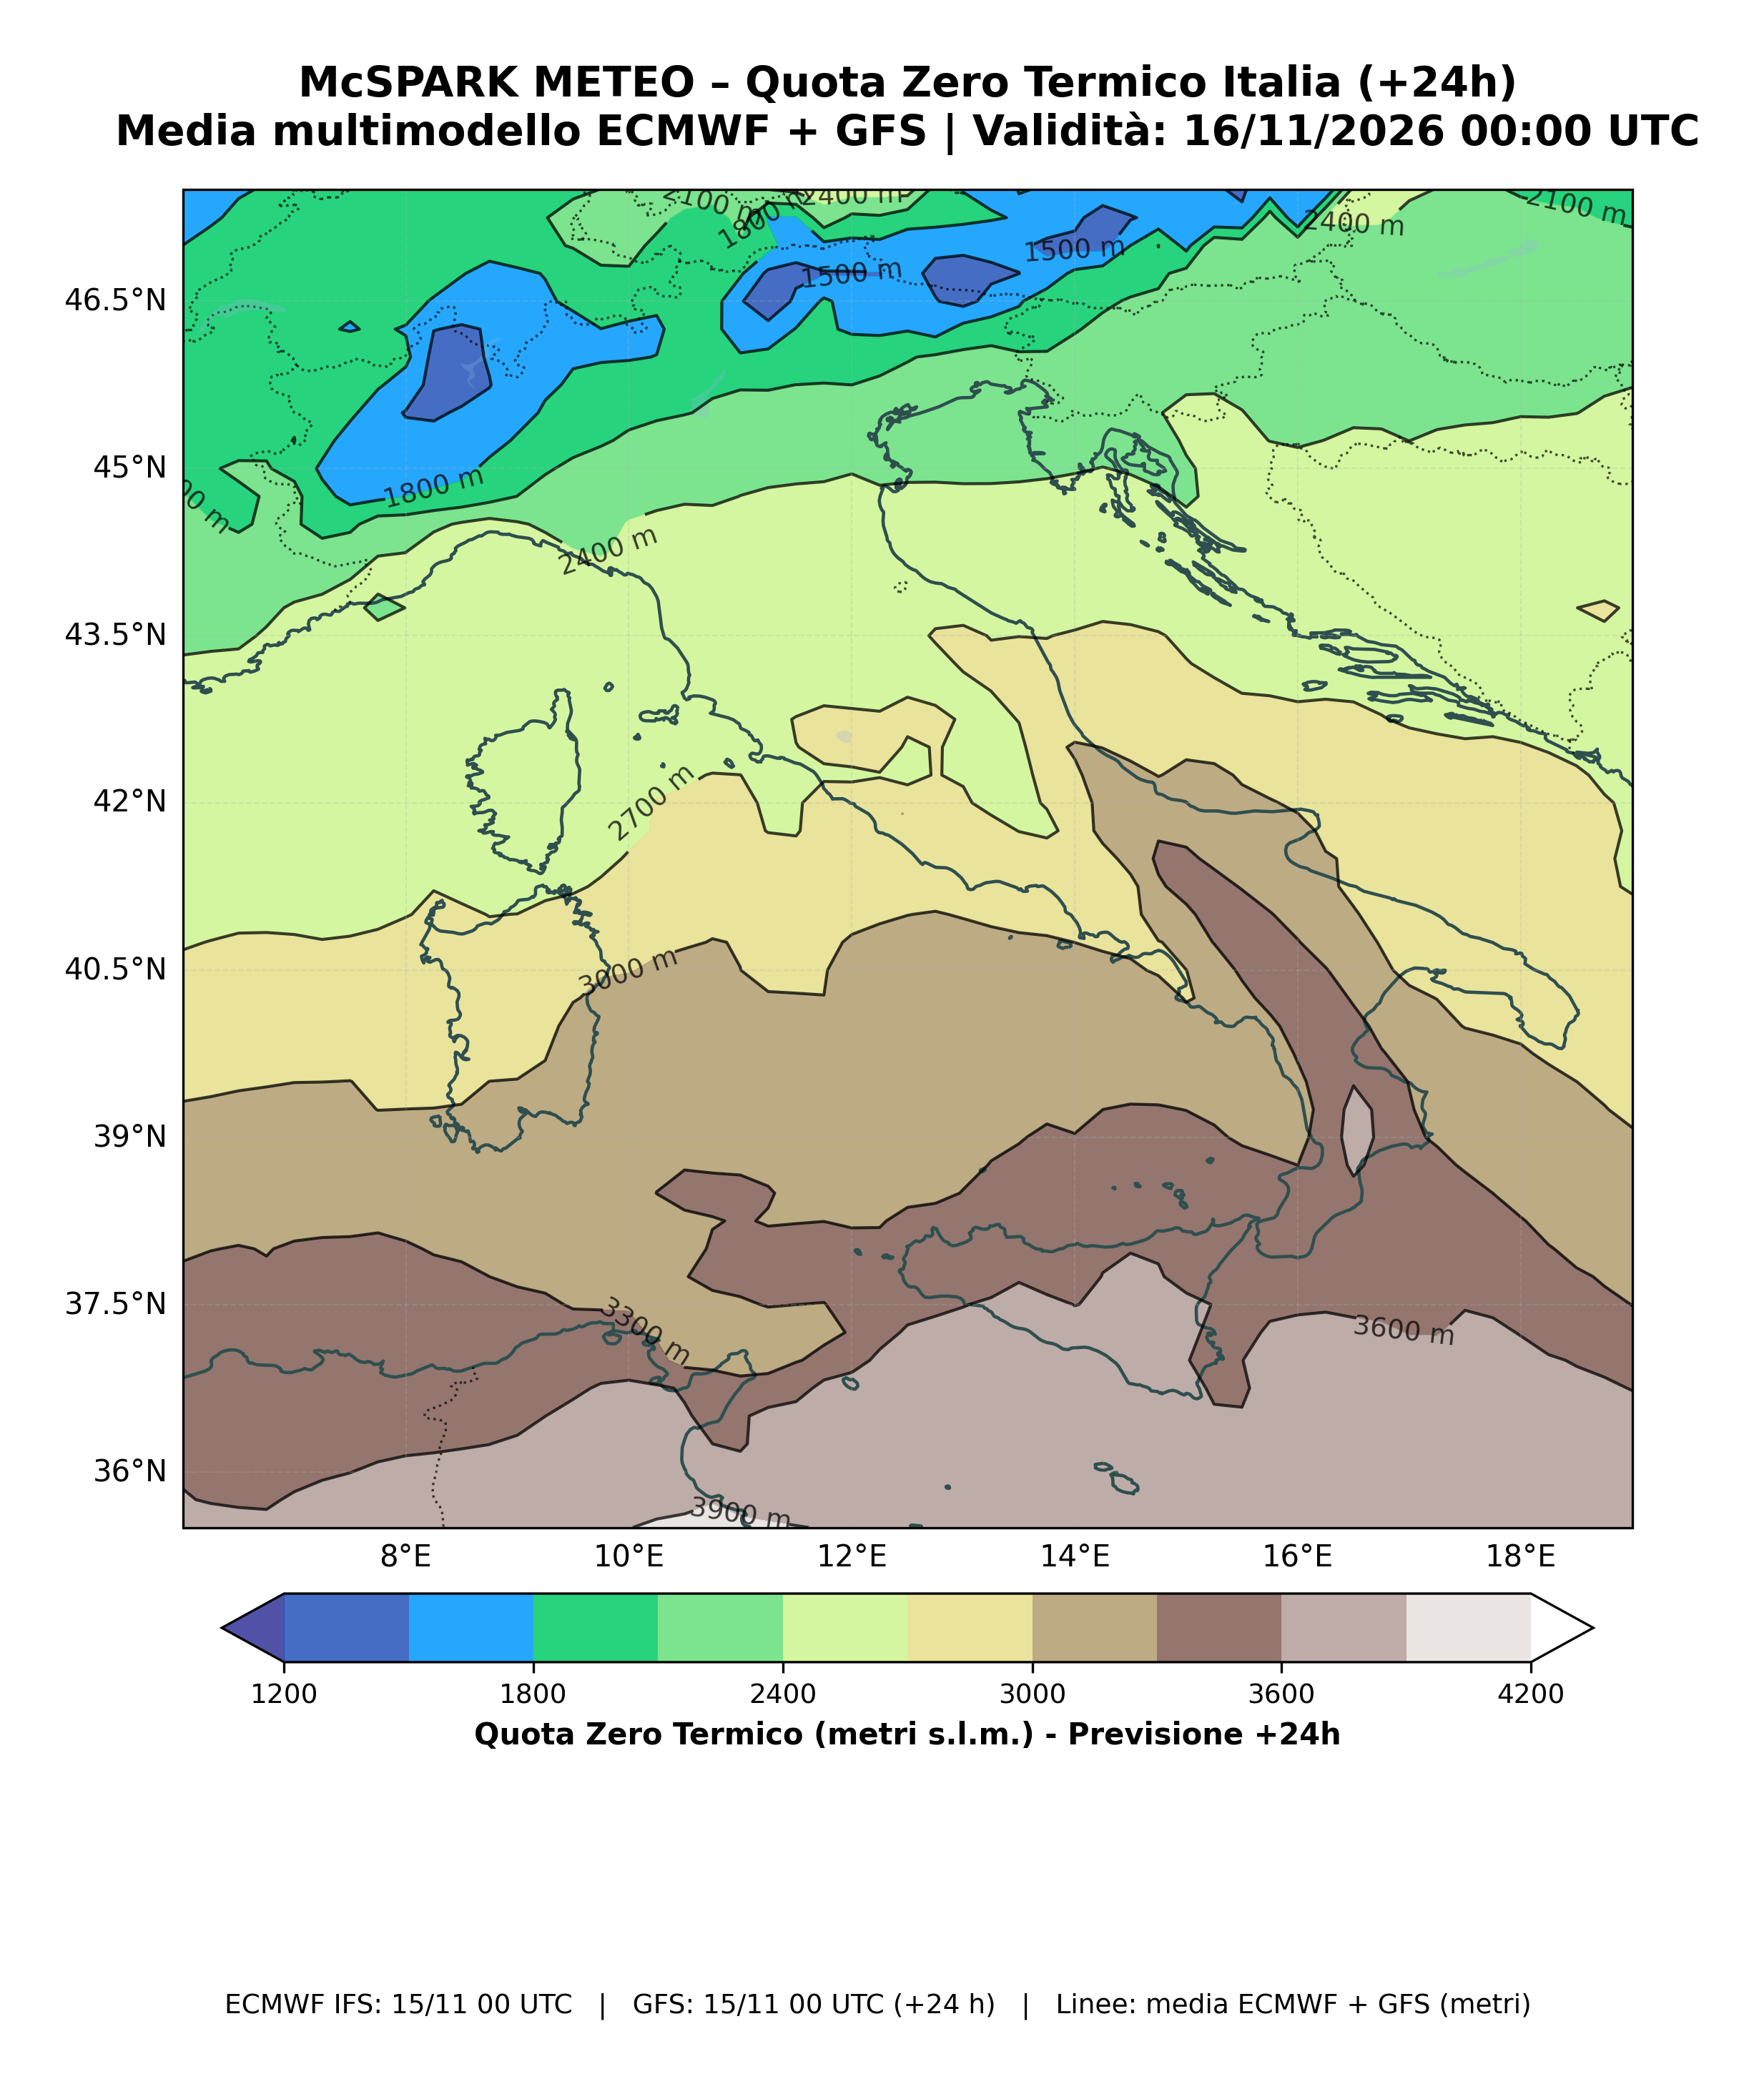 McSPARK METEO – Quota Zero Termico Italia (+24h)
Media multimodello ECMWF + GFS | Validità: 16/11/2026 00:00 UTC
2100 m
2400 m
1800 m
2400 m
2100 m
1500 m
1500 m
46.5°N
45°N
1800 m
00 m
2400 m
43.5°N
42°N
2700 m
40.5°N
3000 m
39°N
37.5°N
3300 m
3600 m
36°N
3900 m
8°E 10°E 12°E 14°E 16°E 18°E
1200 1800 2400 3000 3600 4200
Quota Zero Termico (metri s.l.m.) - Previsione +24h
ECMWF IFS: 15/11 00 UTC | GFS: 15/11 00 UTC (+24 h) | Linee: media ECMWF + GFS (metri)